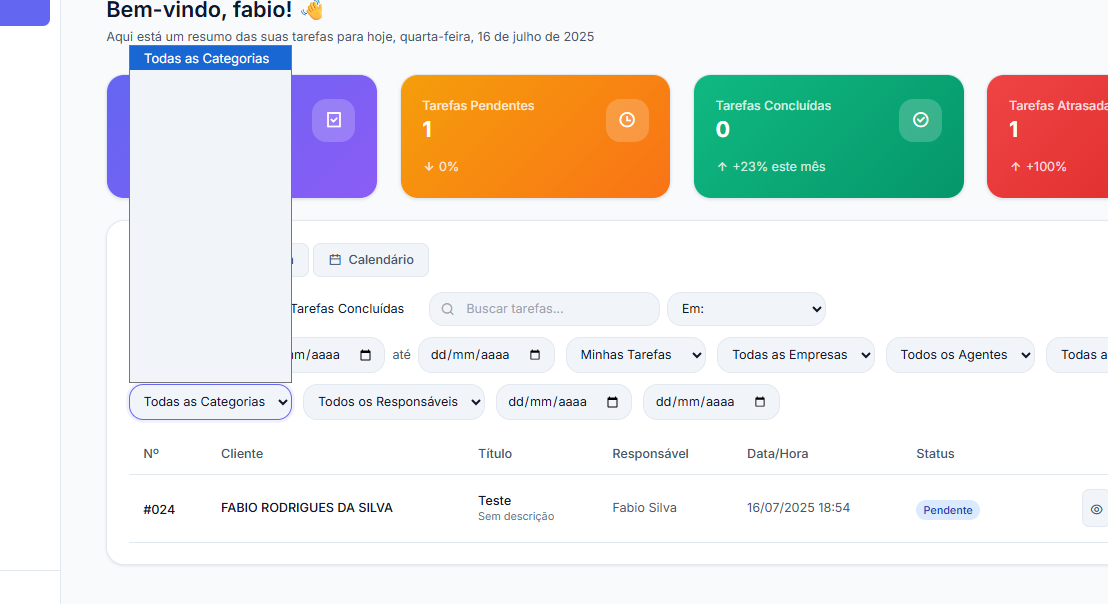 Bem-vindo, fabio! 👋
Aqui está um resumo das suas tarefas para hoje, quarta-feira, 16 de julho de 2025
Todas as Categorias
Tarefas Pendentes
1
↓ 0%
Tarefas Concluídas
0
↑ +23% este mês
Tarefas Atrasada
1
↑ +100%
Calendário
Tarefas Concluídas
Buscar tarefas...
Em:
m/aaaa
até
dd/mm/aaaa
Minhas Tarefas
Todas as Empresas
Todos os Agentes
Todas a
Todas as Categorias
Todos os Responsáveis
dd/mm/aaaa
dd/mm/aaaa
Nº Cliente Título Responsável Data/Hora Status
#024 FABIO RODRIGUES DA SILVA Teste Fabio Silva 16/07/2025 18:54 Pendente
Sem descrição